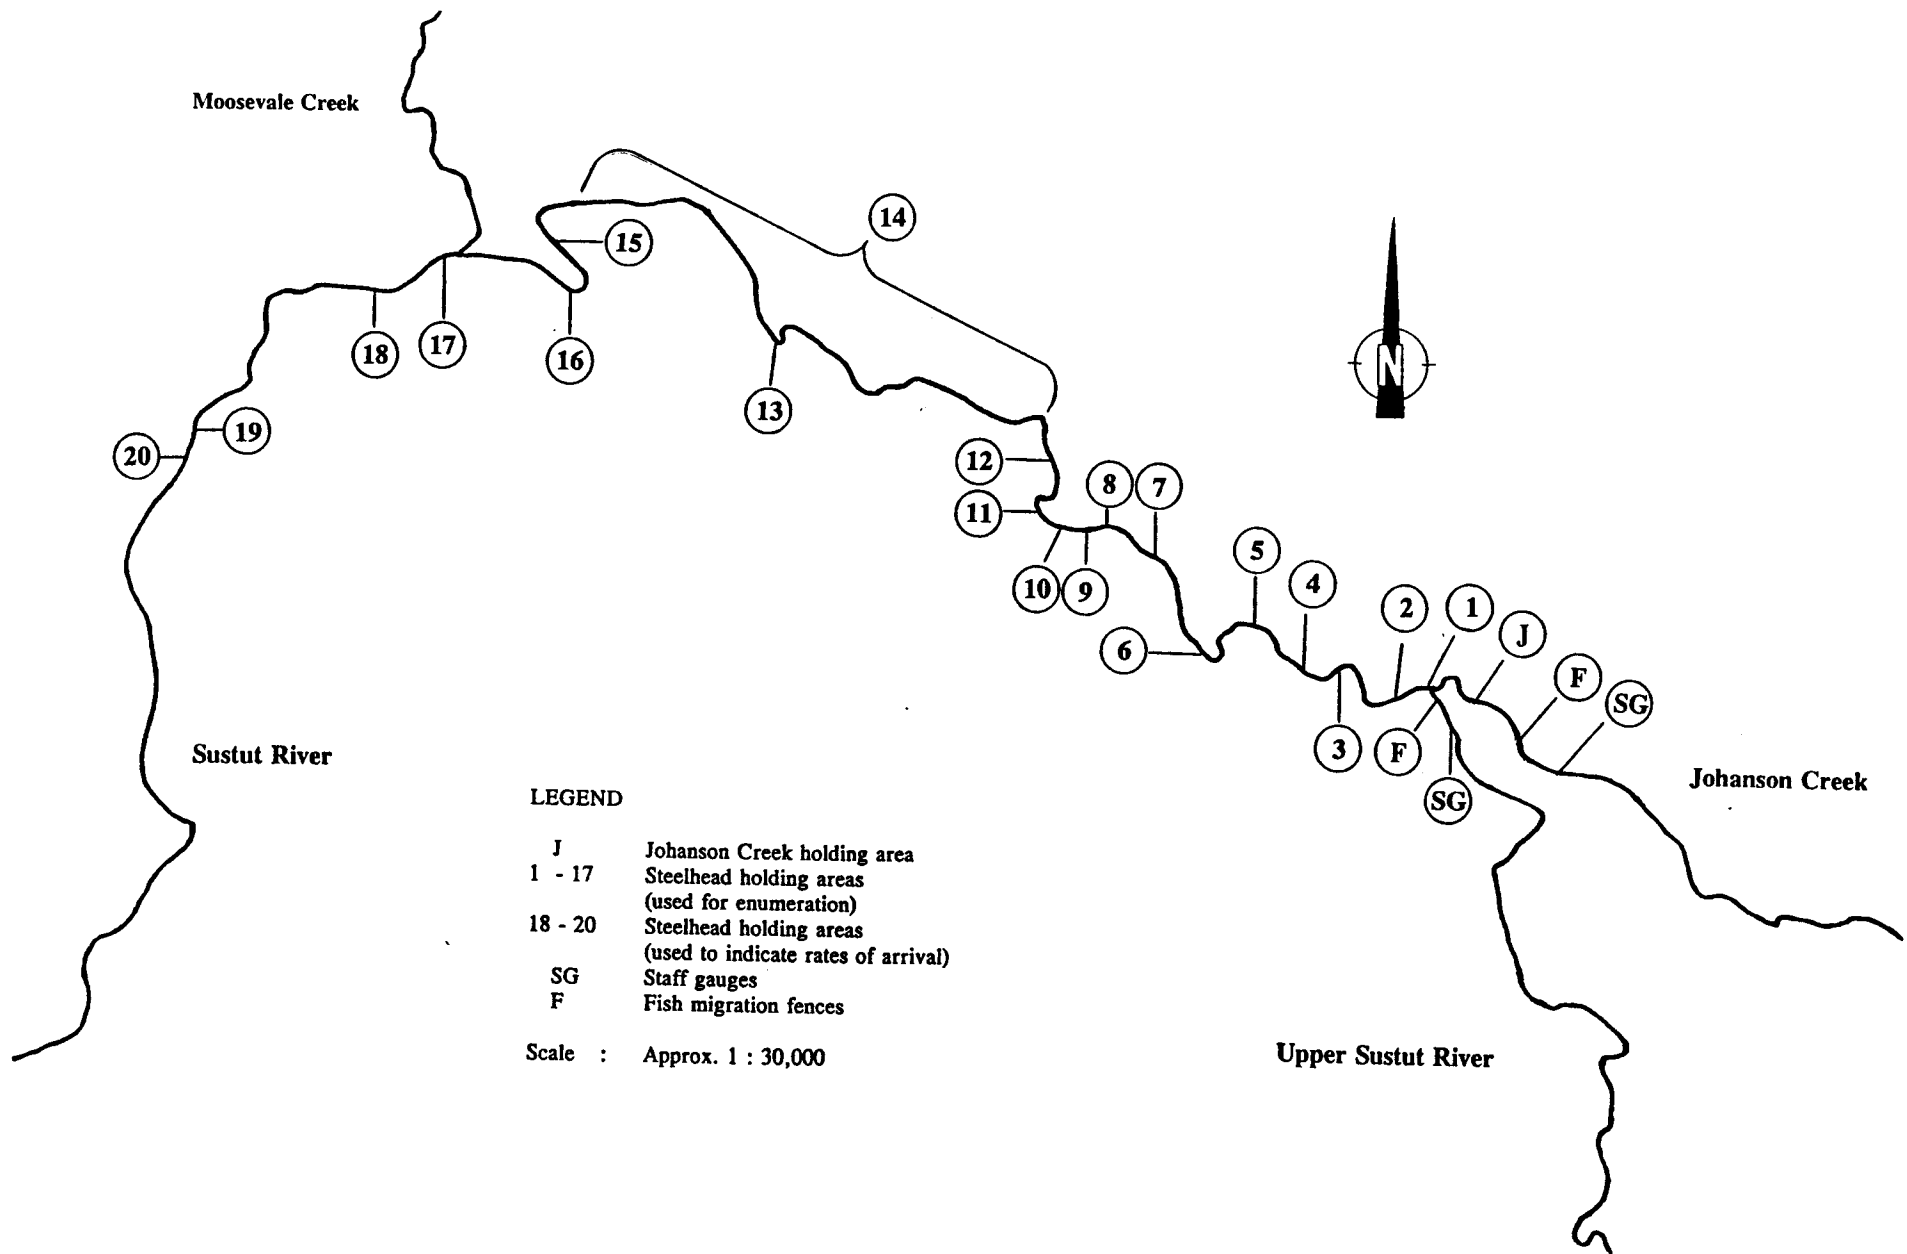 Moosevale Creek
14
15
18
17
16
13
20
19
12
8
7
11
10
9
5
4
2
1
6
J
F
SG
3
F
SG
Sustut River
Johanson Creek
LEGEND
J Johanson Creek holding area
1 - 17 Steelhead holding areas
(used for enumeration)
18 - 20 Steelhead holding areas
(used to indicate rates of arrival)
SG Staff gauges
F Fish migration fences
Scale : Approx. 1 : 30,000
Upper Sustut River
N